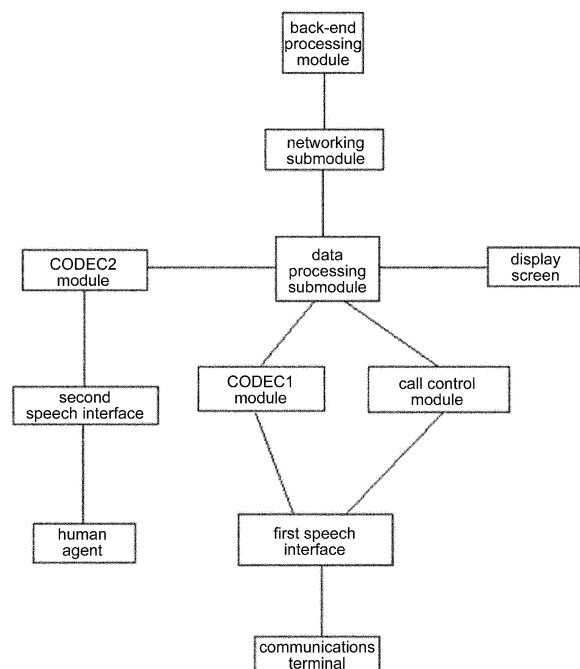 back-end
processing
module
networking
submodule
data
processing
submodule
CODEC2
module
display
screen
CODEC1
module
call control
module
second
speech interface
human
agent
first speech
interface
communications
terminal